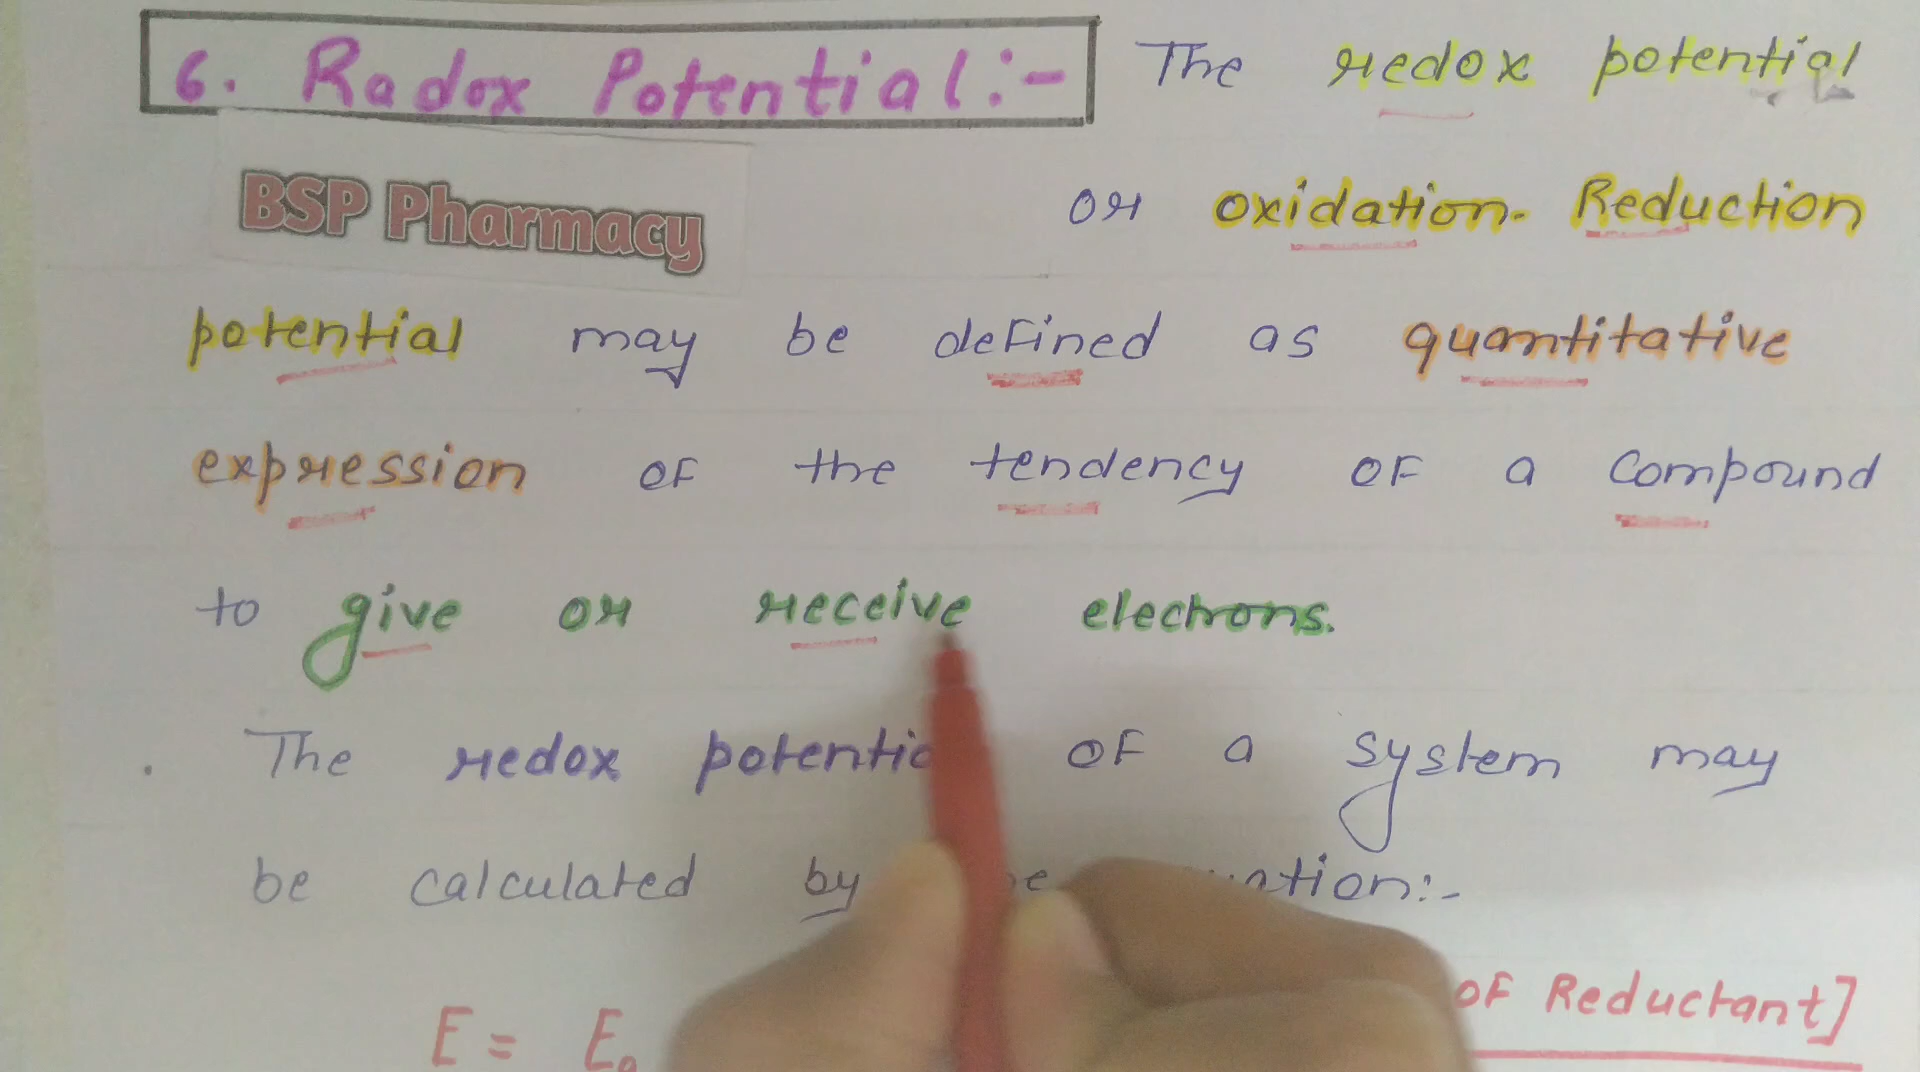 6. Radox Potential:- The redox potential
BSP Pharmacy
or oxidation- Reduction
potential may be defined as quantitative
expression of the tendency of a compound
to give or receive electrons.
. The redox of a system may
be calculated by :-
E = E₀ of Reductant]